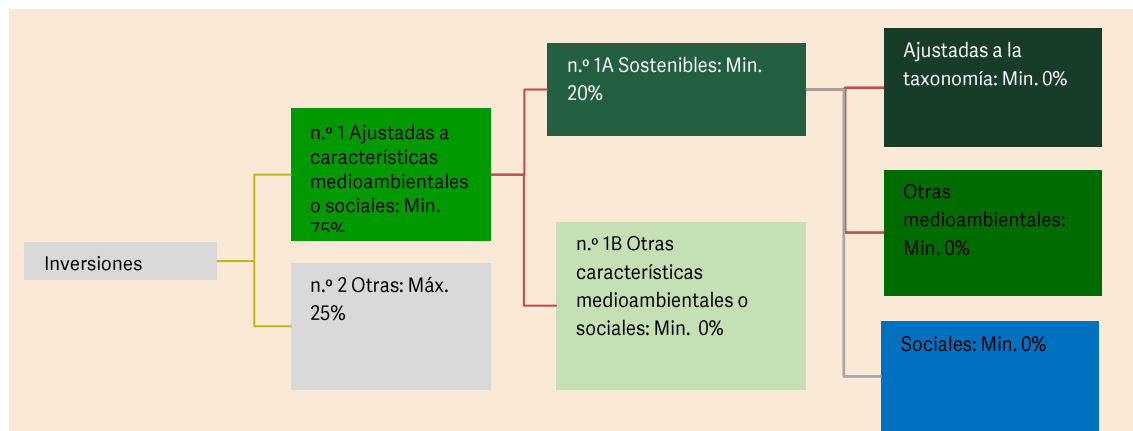 Inversiones
n.º 1 Ajustadas a
características
medioambientales
o sociales: Min.
75%
n.º 2 Otras: Máx.
25%
n.º 1A Sostenibles: Min.
20%
n.º 1B Otras
características
medioambientales o
sociales: Min.  0%
Ajustadas a la
taxonomía: Min. 0%
Otras
medioambientales:
Min. 0%
Sociales: Min. 0%